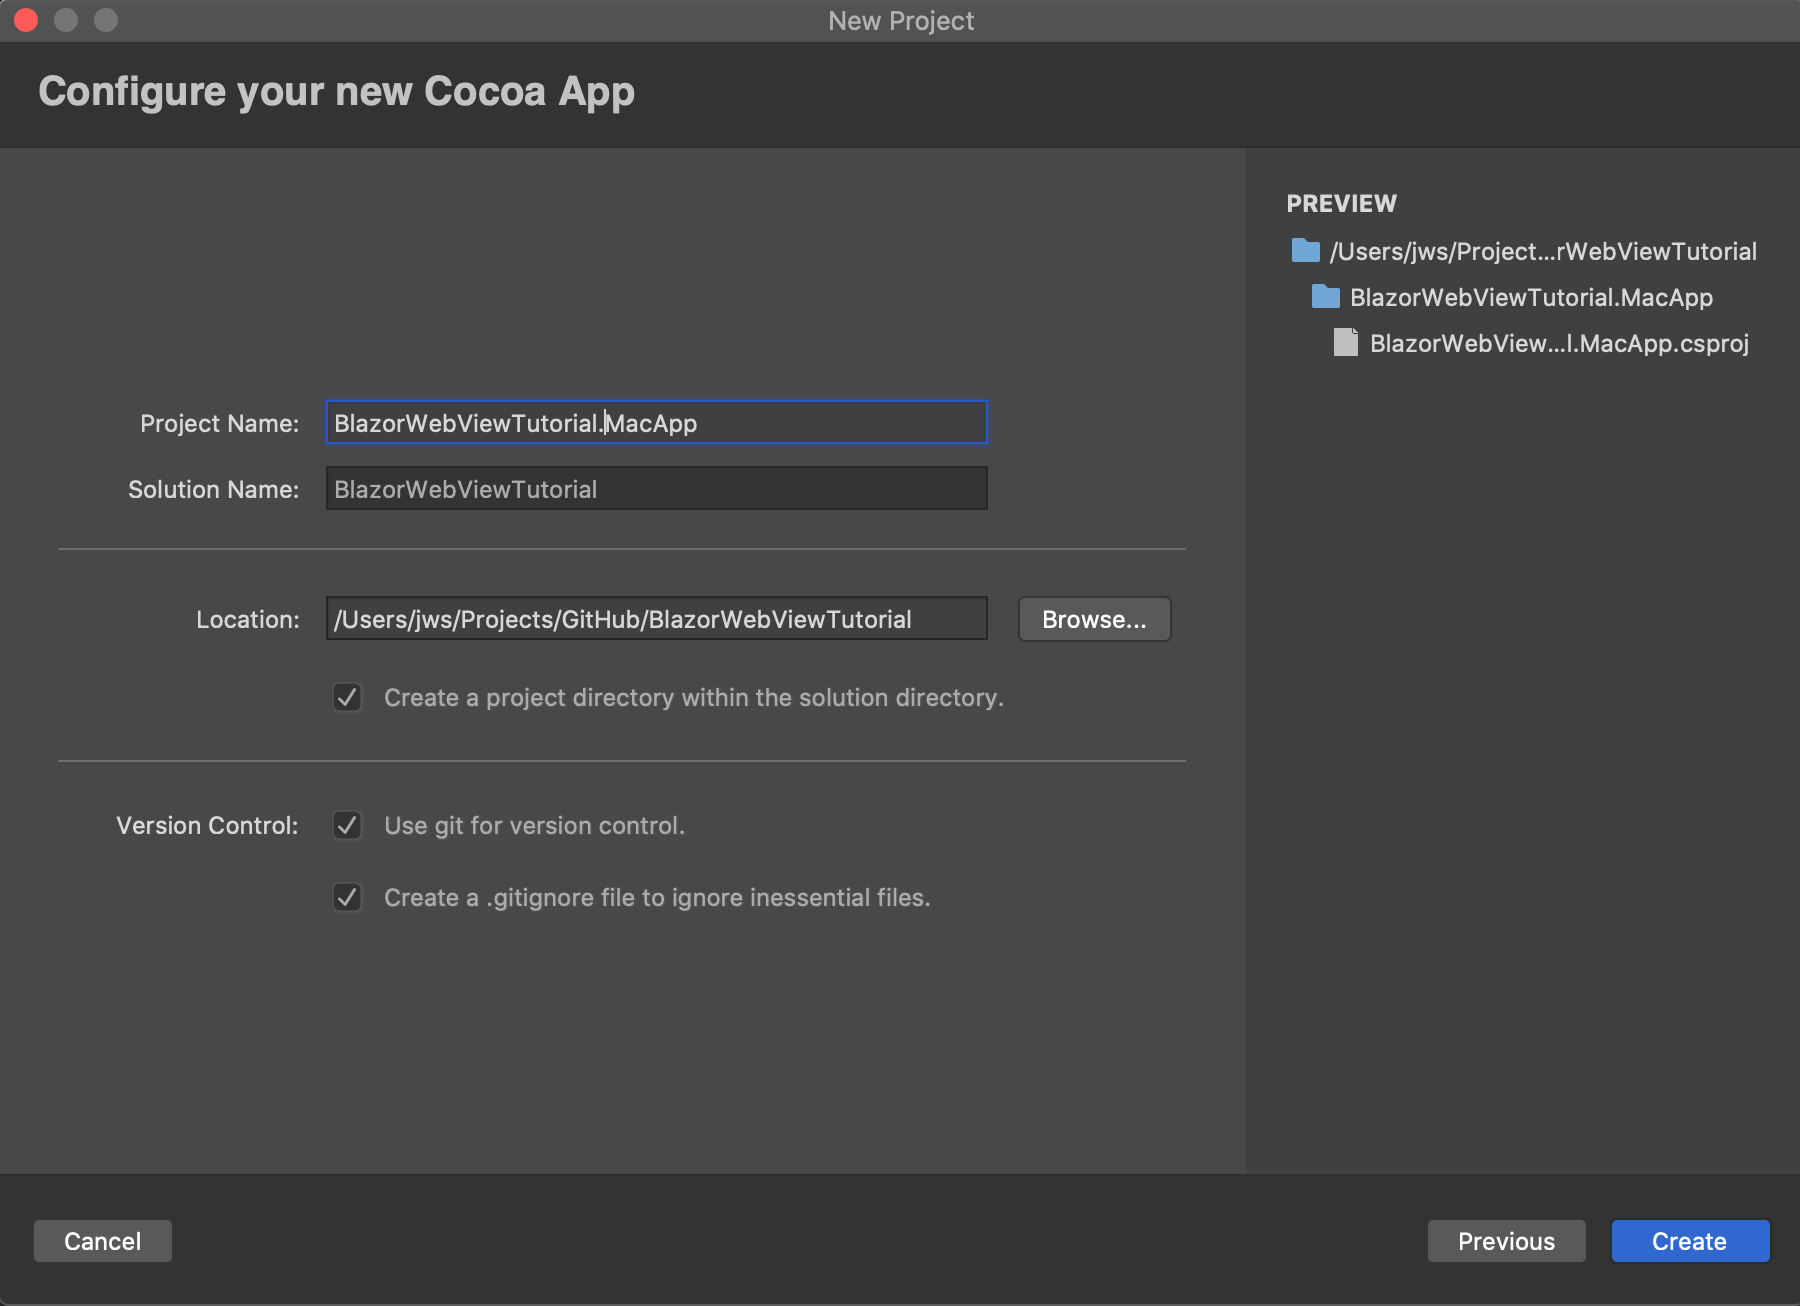 New Project
Configure your new Cocoa App
PREVIEW
/Users/jws/Project...rWebViewTutorial
BlazorWebViewTutorial.MacApp
BlazorWebView...l.MacApp.csproj
Project Name: BlazorWebViewTutorial.MacApp
Solution Name: BlazorWebViewTutorial
Location: /Users/jws/Projects/GitHub/BlazorWebViewTutorial Browse...
Create a project directory within the solution directory.
Version Control: Use git for version control.
Create a .gitignore file to ignore inessential files.
Cancel Previous Create